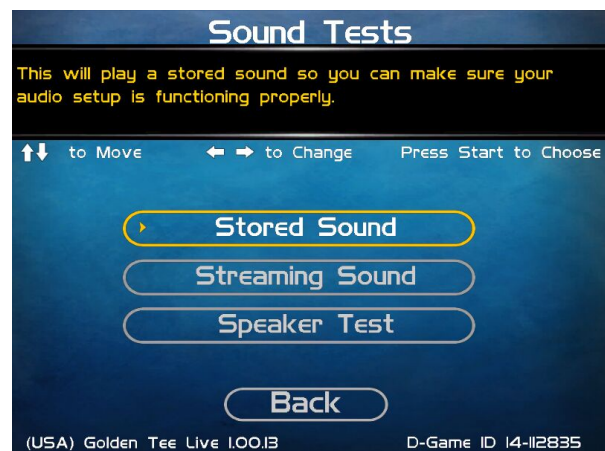 Sound Tests
This will play a stored sound so you can make sure your
audio setup is functioning properly.
to Move to Change Press Start to Choose
Stored Sound
Streaming Sound
Speaker Test
Back
(USA) Golden Tee Live 1.00.13 D-Game ID 14-112835